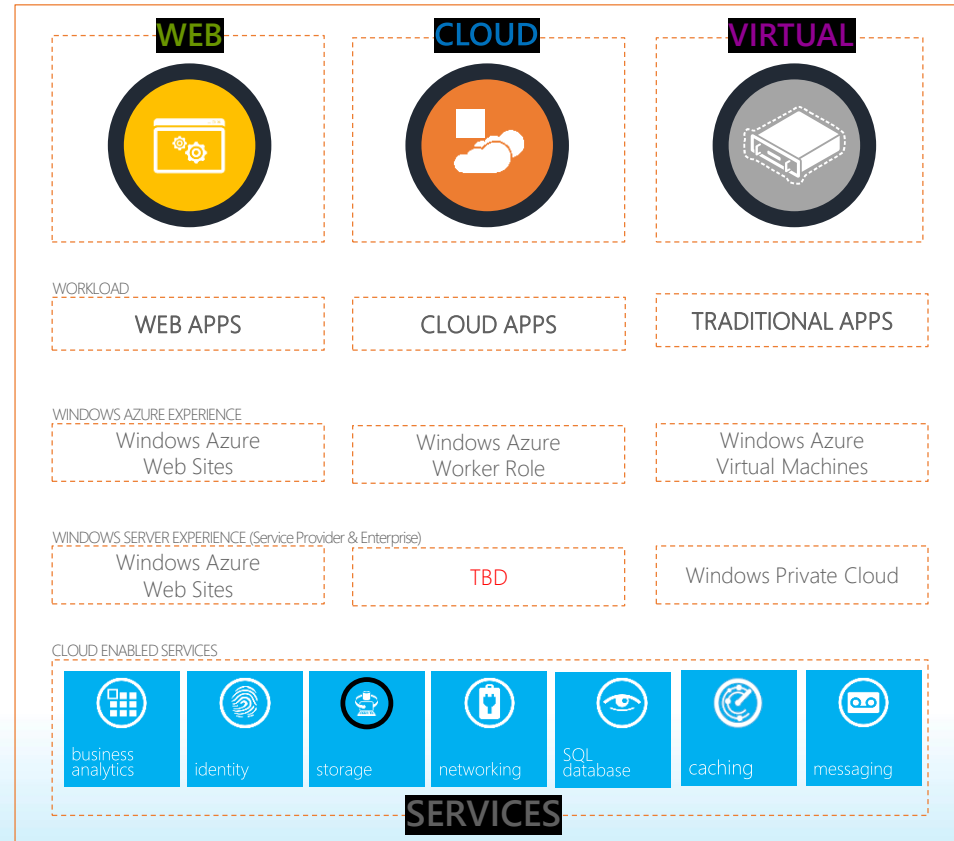 WEB
CLOUD
VIRTUAL
WORKLOAD
WEB APPS
CLOUD APPS
TRADITIONAL APPS
WINDOWS AZURE EXPERIENCE
Windows Azure
Web Sites
Windows Azure
Worker Role
Windows Azure
Virtual Machines
WINDOWS SERVER EXPERIENCE (Service Provider & Enterprise)
Windows Azure
Web Sites
TBD
Windows Private Cloud
CLOUD ENABLED SERVICES
business
analytics
identity
storage
networking
SQL
database
caching
messaging
SERVICES